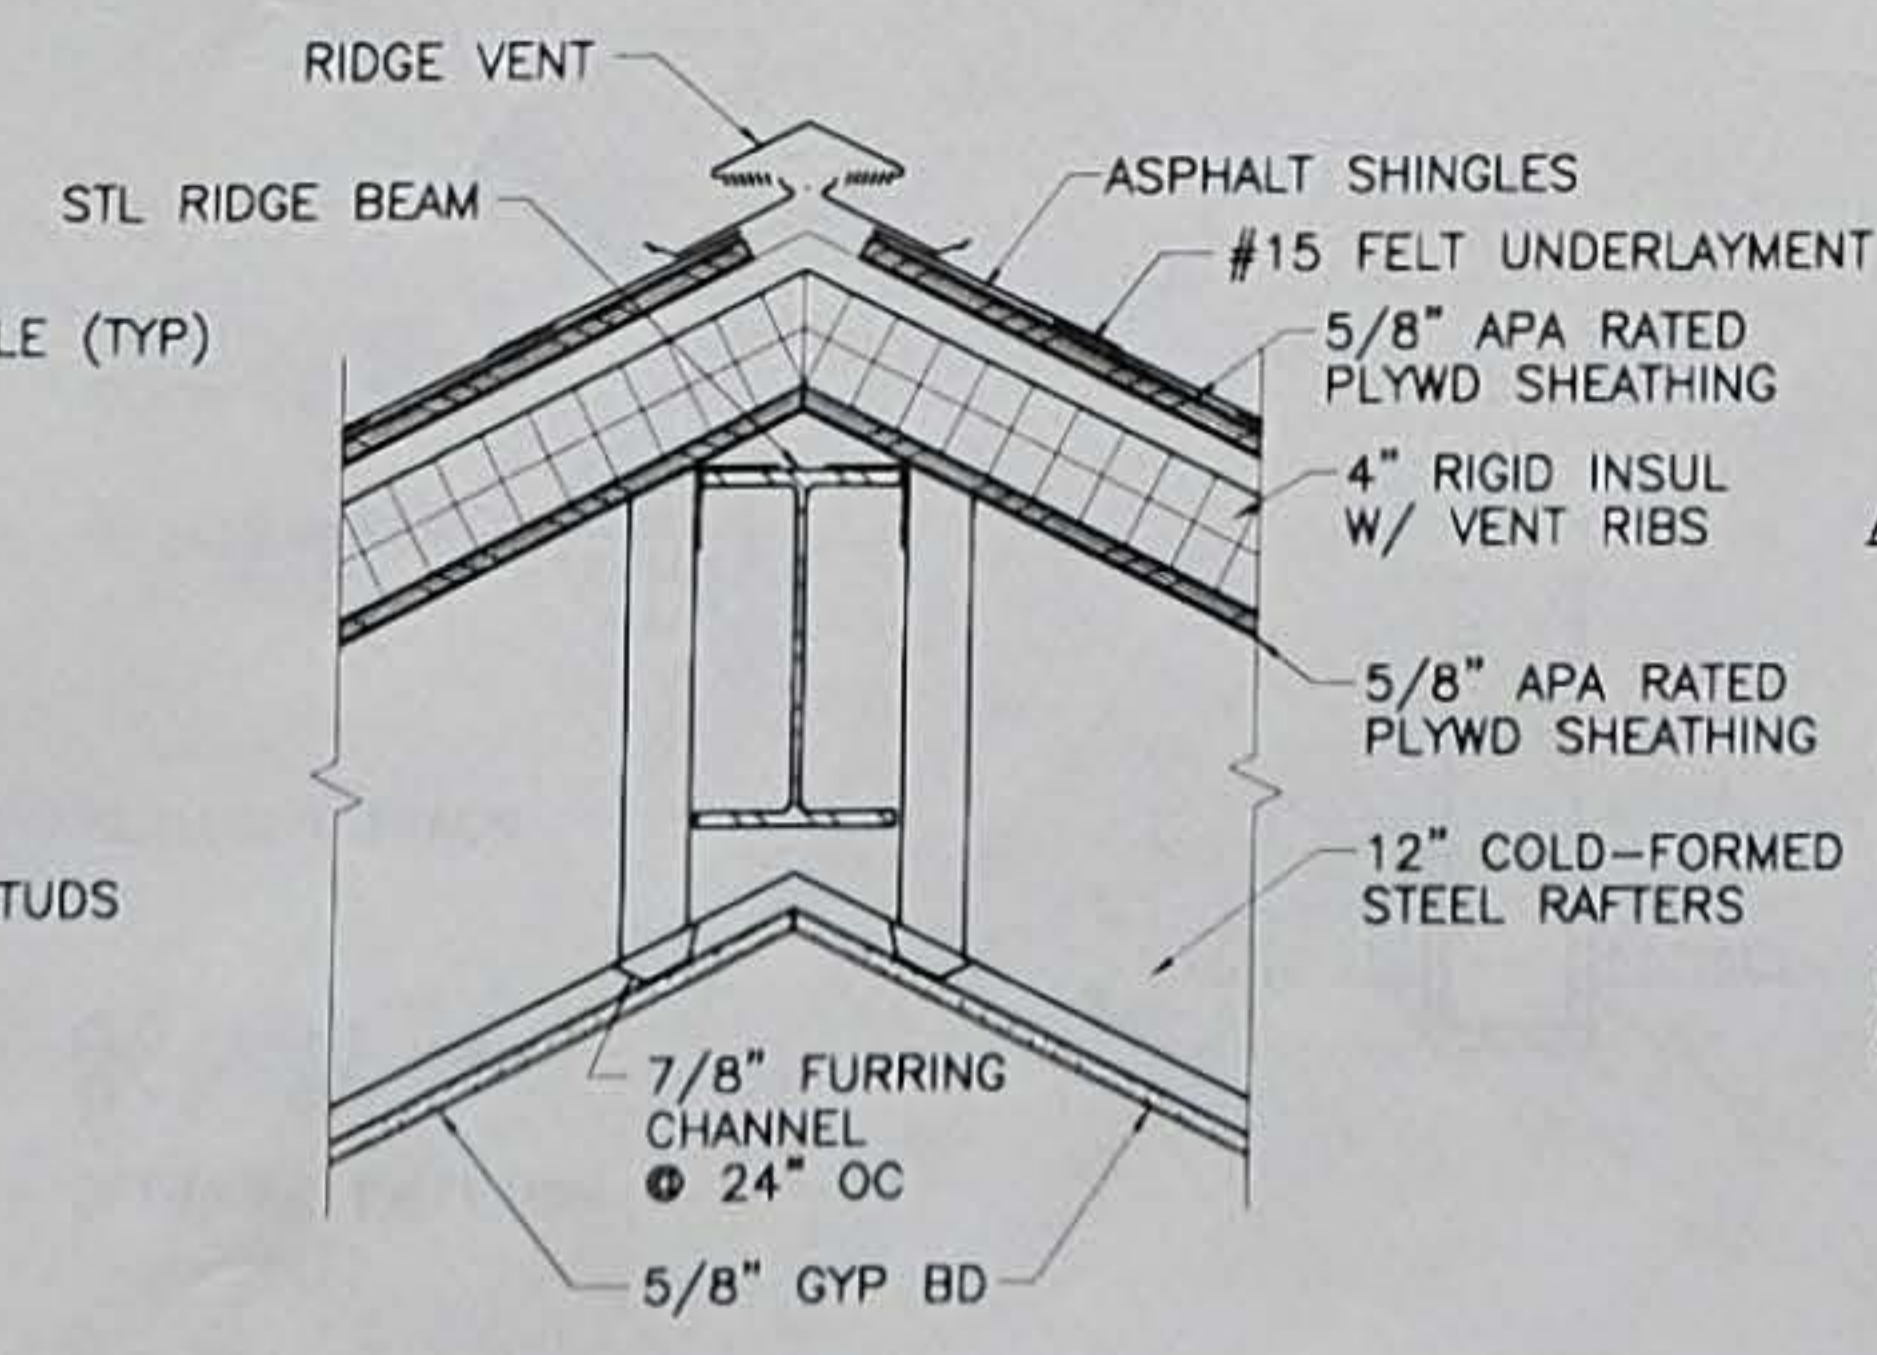 RIDGE VENT
STL RIDGE BEAM
LE (TYP)
TUDS
ASPHALT SHINGLES
#15 FELT UNDERLAYMENT
5/8" APA RATED
PLYWD SHEATHING
4" RIGID INSUL
W/ VENT RIBS
5/8" APA RATED
PLYWD SHEATHING
12" COLD-FORMED
STEEL RAFTERS
7/8" FURRING
CHANNEL
@ 24" OC
5/8" GYP BD